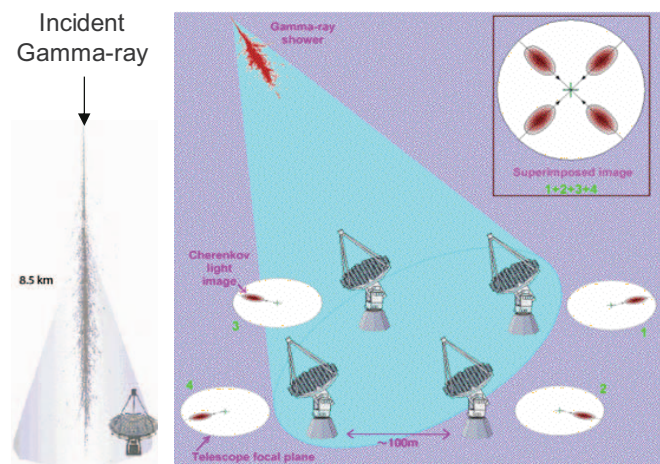 Incident
Gamma-ray
8.5 km
Gamma-ray
shower
Superimposed image
1+2+3+4
Cherenkov
light
image
3
1
4
2
~100m
Telescope focal plane